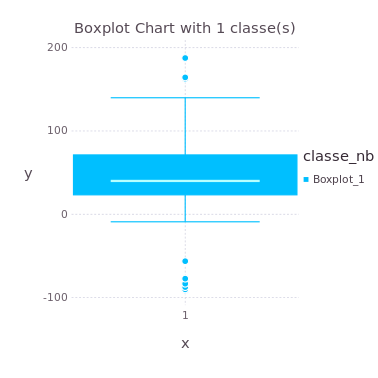 Boxplot Chart with 1 classe(s)
200
100
0
-100
y
1
x
classe_nb
Boxplot_1